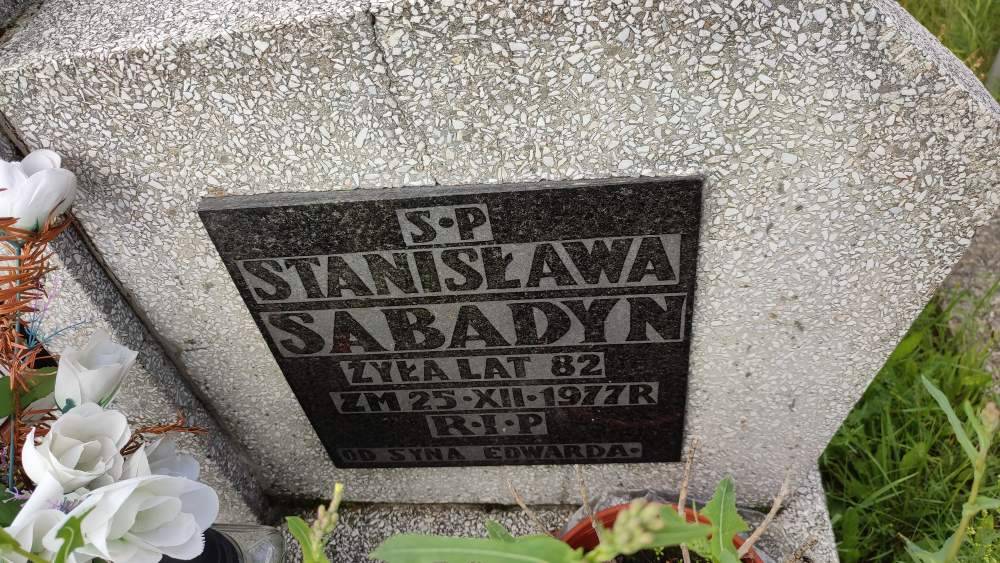 S•P
STANISŁAWA
SABADYN
ŻYŁA LAT 82
ZM 25•XII•1977R
R•I•P
OD SYNA EDWARDA•